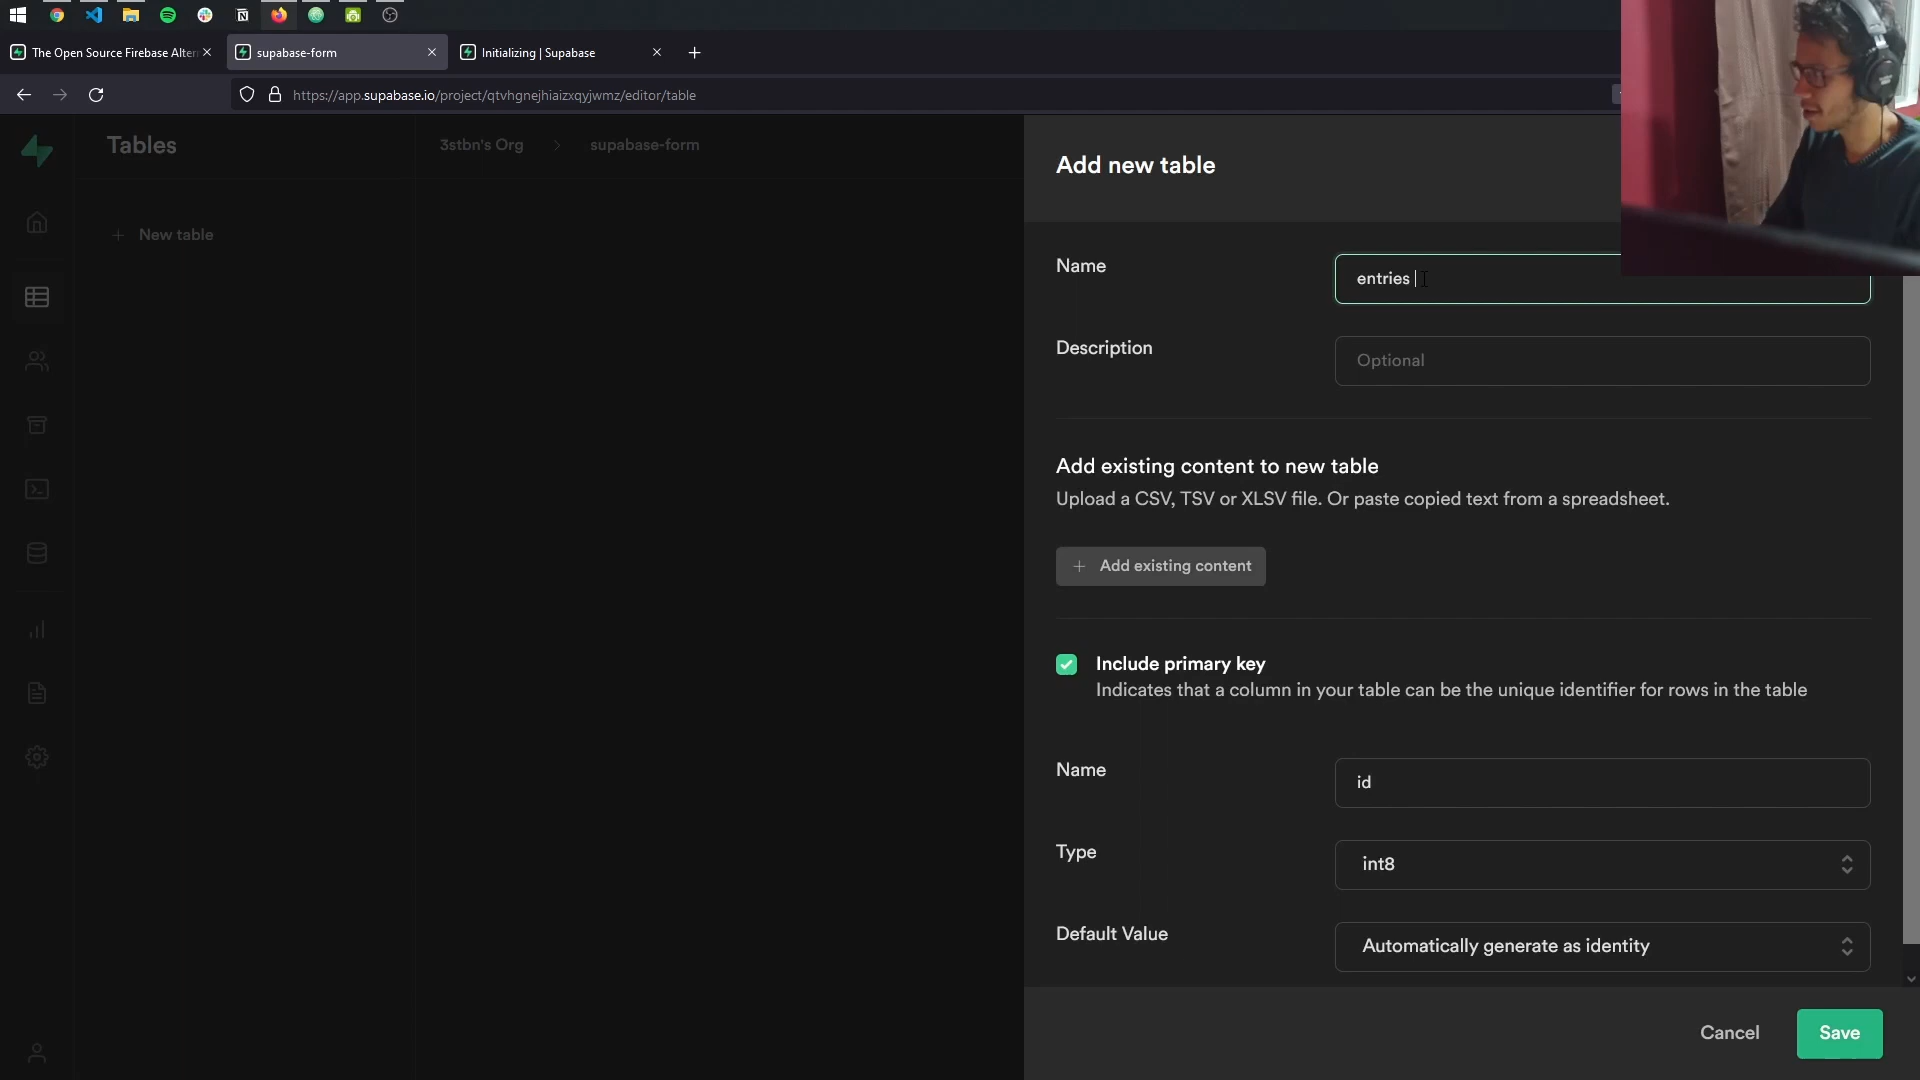 The Open Source Firebase Alter
supabase-form
Initializing | Supabase
https://app.supabase.io/project/qtvhgnejhiaizxqyjwmz/editor/table
Tables
3stbn's Org
supabase-form
New table
Add new table
Name
entries
Description
Optional
Add existing content to new table
Upload a CSV, TSV or XLSV file. Or paste copied text from a spreadsheet.
Add existing content
Include primary key
Indicates that a column in your table can be the unique identifier for rows in the table
Name
id
Type
int8
Default Value
Automatically generate as identity
Cancel
Save